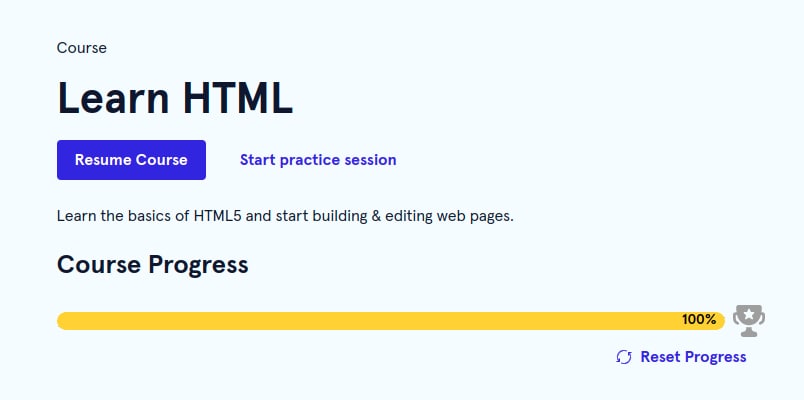 Course
Learn HTML
Resume Course Start practice session
Learn the basics of HTML5 and start building & editing web pages.
Course Progress
100%
Reset Progress